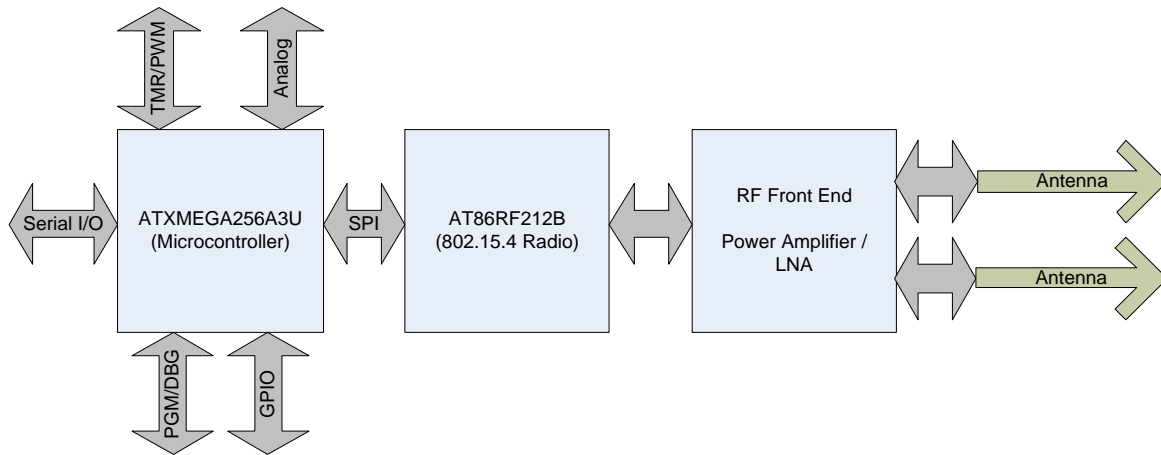 TMR/PWM
Analog
Serial I/O
ATXMEGA256A3U
(Microcontroller)
SPI
AT86RF212B
(802.15.4 Radio)
RF Front End
Power Amplifier /
LNA
Antenna
Antenna
PGM/DBG
GPIO